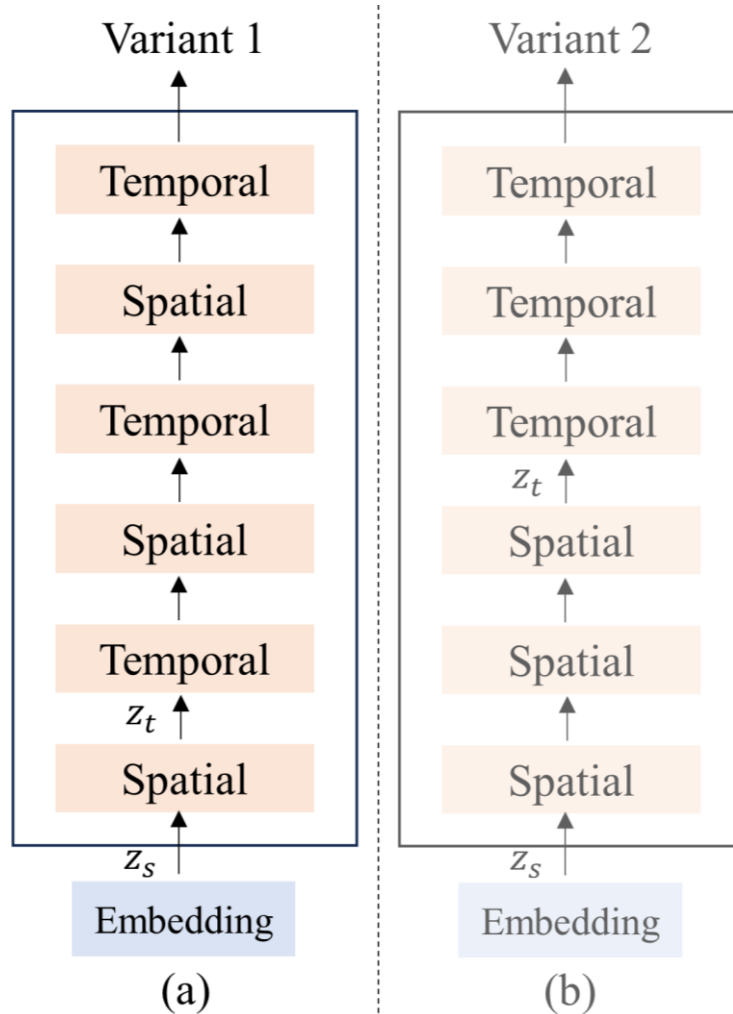 Variant 1
Temporal
Spatial
Temporal
Spatial
Temporal
z_t
Spatial
z_s
Embedding
(a)
Variant 2
Temporal
Temporal
Temporal
z_t
Spatial
Spatial
Spatial
z_s
Embedding
(b)